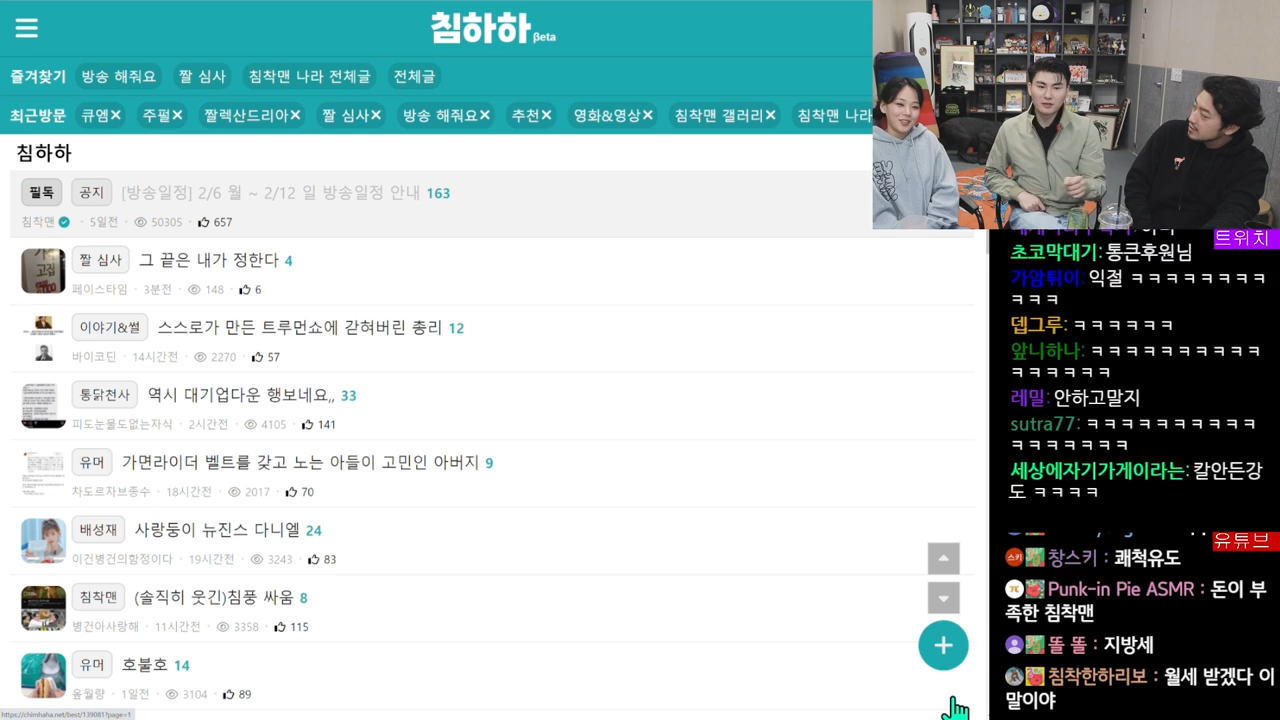 침하하 βeta
즐겨찾기 방송 해줘요 짤 심사 침착맨 나라 전체글 전체글
최근방문 큐엠× 주펄× 짤렉산드리아× 짤 심사× 방송 해줘요× 추천× 영화&영상× 침착맨 갤러리× 침착맨 나라
침하하
필독 공지 [방송일정] 2/6 월 ~ 2/12 일 방송일정 안내 163
침착맨 · 5일전 · 50305 · 657
짤 심사 그 끝은 내가 정한다 4
페이스타임 · 3분전 · 148 · 6
이야기&썰 스스로가 만든 트루먼쇼에 갇혀버린 총리 12
바이코딘 · 14시간전 · 2270 · 57
통닭천사 역시 대기업다운 행보네요,, 33
피도눈물도없는자식 · 2시간전 · 4105 · 141
유머 가면라이더 벨트를 갖고 노는 아들이 고민인 아버지 9
차도르자브종수 · 18시간전 · 2017 · 70
배성재 사랑둥이 뉴진스 다니엘 24
이건병건의함정이다 · 19시간전 · 3243 · 83
침착맨 (솔직히 웃긴)침풍 싸움 8
병건아사랑해 · 11시간전 · 3358 · 115
유머 호불호 14
윤월량 · 1일전 · 3104 · 89
https://chimhaha.net/best/139081?page=1
트위치
초코막대기: 통큰후원님
가암튀이: 익절 ㅋㅋㅋㅋㅋㅋㅋㅋ
ㅋㅋㅋ
뎁그루: ㅋㅋㅋㅋㅋㅋ
앞니하나: ㅋㅋㅋㅋㅋㅋㅋㅋㅋㅋ
ㅋㅋㅋㅋㅋㅋ
레밀: 안하고말지
sutra77: ㅋㅋㅋㅋㅋㅋㅋㅋㅋㅋ
ㅋㅋㅋㅋㅋㅋㅋ
세상에자기가게이라는: 칼안든강
도 ㅋㅋㅋㅋ
유튜브
스키 창스키 : 쾌척유도
Punk-in Pie ASMR : 돈이 부
족한 침착맨
똘 똘 : 지방세
침착한하리보 : 월세 받겠다 이
말이야